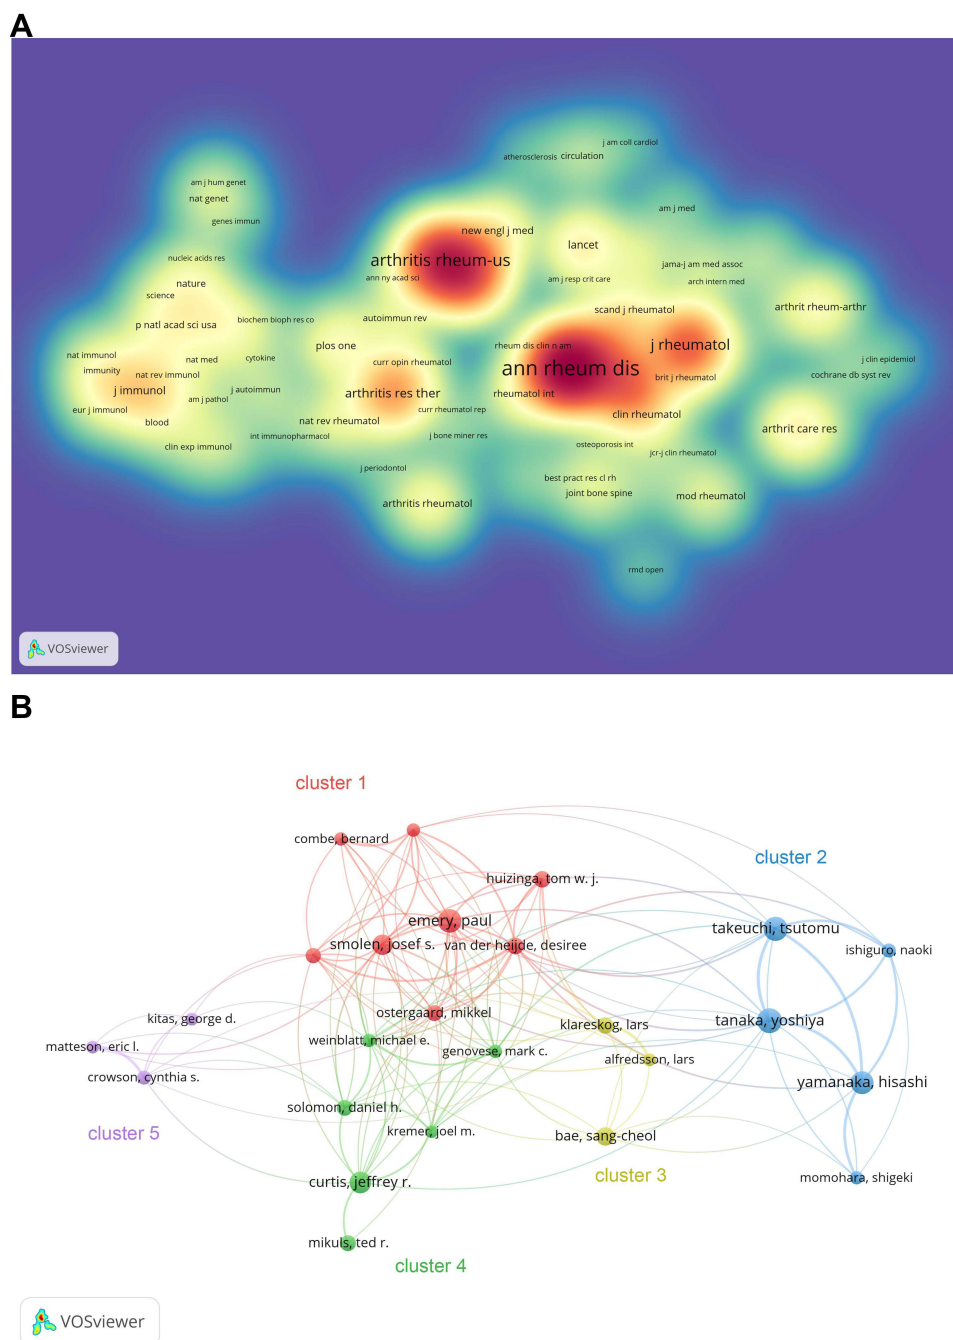 A
j am coll cardiol
atherosclerosis circulation
am j hum genet
nat genet
am j med
genes immun
new engl j med
lancet
nucleic acids res
arthritis rheum-us
jama-j am med assoc
ann ny acad sci
am j resp crit care
arch intern med
nature
science
arthrit rheum-arthr
scand j rheumatol
autoimmun rev
biochem bioph res co
p natl acad sci usa
plos one
rheum dis clin n am
j rheumatol
nat immunol
nat med
cytokine
j clin epidemiol
curr opin rheumatol
ann rheum dis
immunity
nat rev immunol
cochrane db syst rev
brit j rheumatol
j immunol
j autoimmun
arthritis res ther
rheumatol int
am j pathol
eur j immunol
curr rheumatol rep
clin rheumatol
blood
nat rev rheumatol
arthrit care res
int immunopharmacol
j bone miner res
clin exp immunol
osteoporosis int
jcr-j clin rheumatol
j periodontol
best pract res cl rh
joint bone spine
mod rheumatol
arthritis rheumatol
rmd open
VOSviewer
B
cluster 1
combe, bernard
cluster 2
huizinga, tom w. j.
emery, paul
takeuchi, tsutomu
smolen, josef s.
van der heijde, desiree
ishiguro, naoki
ostergaard, mikkel
kitas, george d.
klareskog, lars
tanaka, yoshiya
weinblatt, michael e.
matteson, eric l.
genovese, mark c.
alfredsson, lars
crowson, cynthia s.
yamanaka, hisashi
solomon, daniel h.
cluster 5
kremer, joel m.
bae, sang-cheol
cluster 3
momohara, shigeki
curtis, jeffrey r.
mikuls, ted r.
cluster 4
VOSviewer